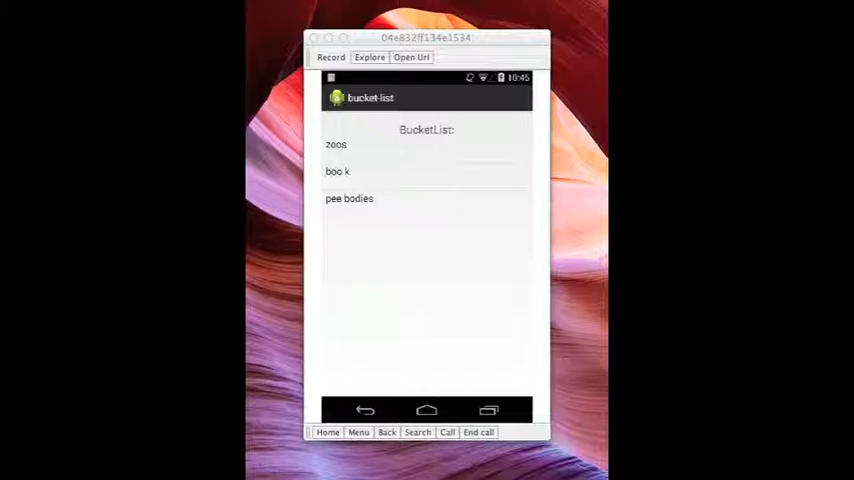 04e832ff134e1534
Record Explore Open Url
10:45
bucket-list
BucketList:
zoos
boo k
pee bodies
Home Menu Back Search Call End call